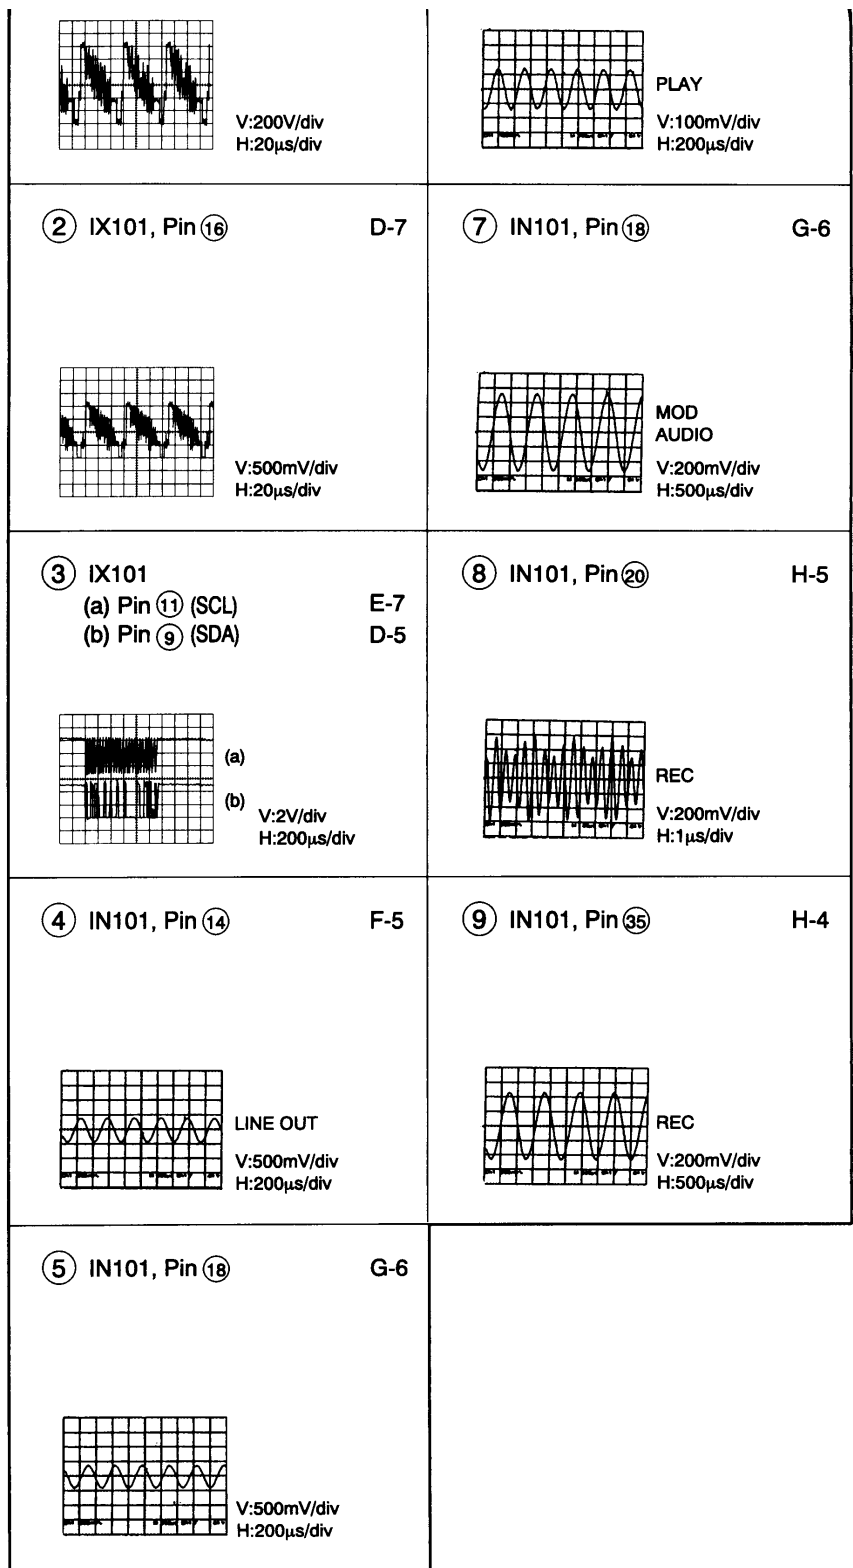 V:200V/div
H:20µs/div
② IX101, Pin ⑯ D-7
V:500mV/div
H:20µs/div
③ IX101
(a) Pin ⑪ (SCL) E-7
(b) Pin ⑨ (SDA) D-5
(a)
(b)
V:2V/div
H:200µs/div
④ IN101, Pin ⑭ F-5
LINE OUT
V:500mV/div
H:200µs/div
⑤ IN101, Pin ⑱ G-6
V:500mV/div
H:200µs/div
PLAY
V:100mV/div
H:200µs/div
⑦ IN101, Pin ⑱ G-6
MOD
AUDIO
V:200mV/div
H:500µs/div
⑧ IN101, Pin ⑳ H-5
REC
V:200mV/div
H:1µs/div
⑨ IN101, Pin ㉟ H-4
REC
V:200mV/div
H:500µs/div